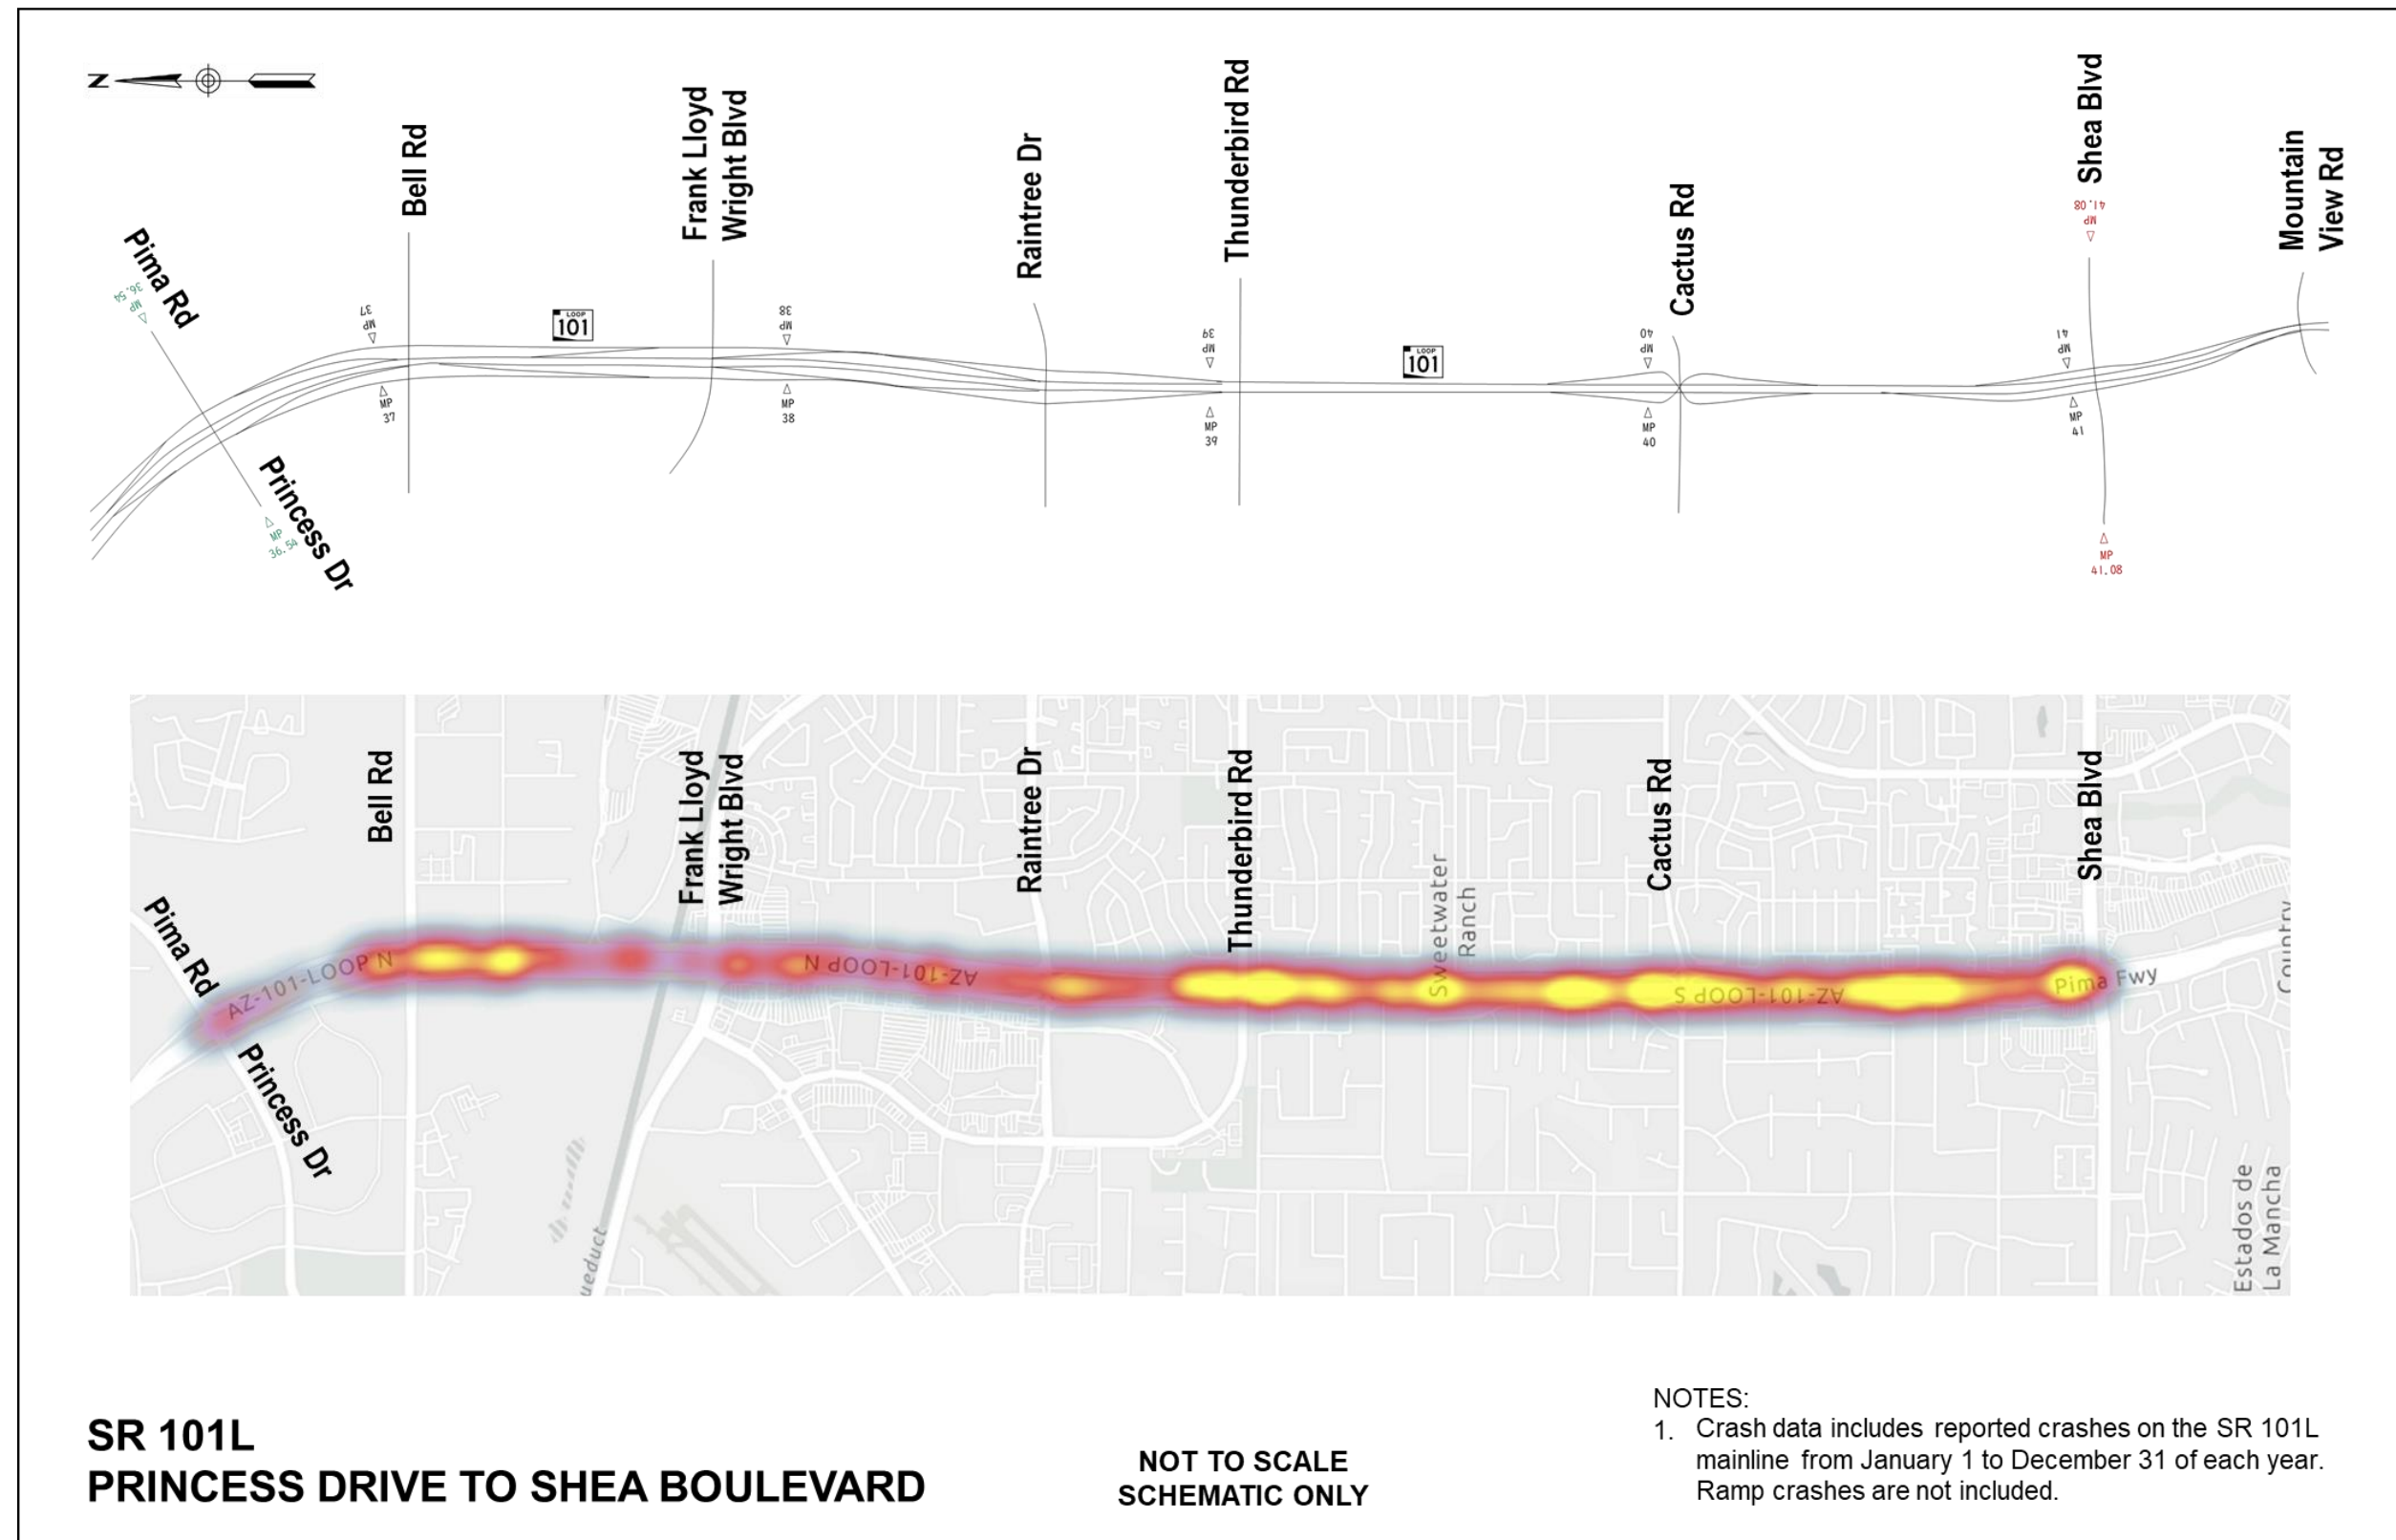 N
Bell Rd
Frank Lloyd
Wright Blvd
Raintree Dr
Thunderbird Rd
Cactus Rd
Shea Blvd
Mountain
View Rd
Pima Rd
MP
36.54
MP
37
LOOP
101
MP
38
MP
39
LOOP
101
MP
40
MP
41
MP
41.08
MP
37
MP
38
MP
39
MP
40
MP
41
Princess Dr
MP
36.54
MP
41.08
Bell Rd
Frank Lloyd
Wright Blvd
Raintree Dr
Thunderbird Rd
Sweetwater
Ranch
Cactus Rd
Shea Blvd
Pima Rd
AZ-101-LOOP N
AZ-101-LOOP N
AZ-101-LOOP S
Pima Fwy
Country
Princess Dr
ueduct
Estados de
La Mancha
SR 101L
PRINCESS DRIVE TO SHEA BOULEVARD
NOT TO SCALE
SCHEMATIC ONLY
NOTES:
1. Crash data includes reported crashes on the SR 101L
mainline from January 1 to December 31 of each year.
Ramp crashes are not included.